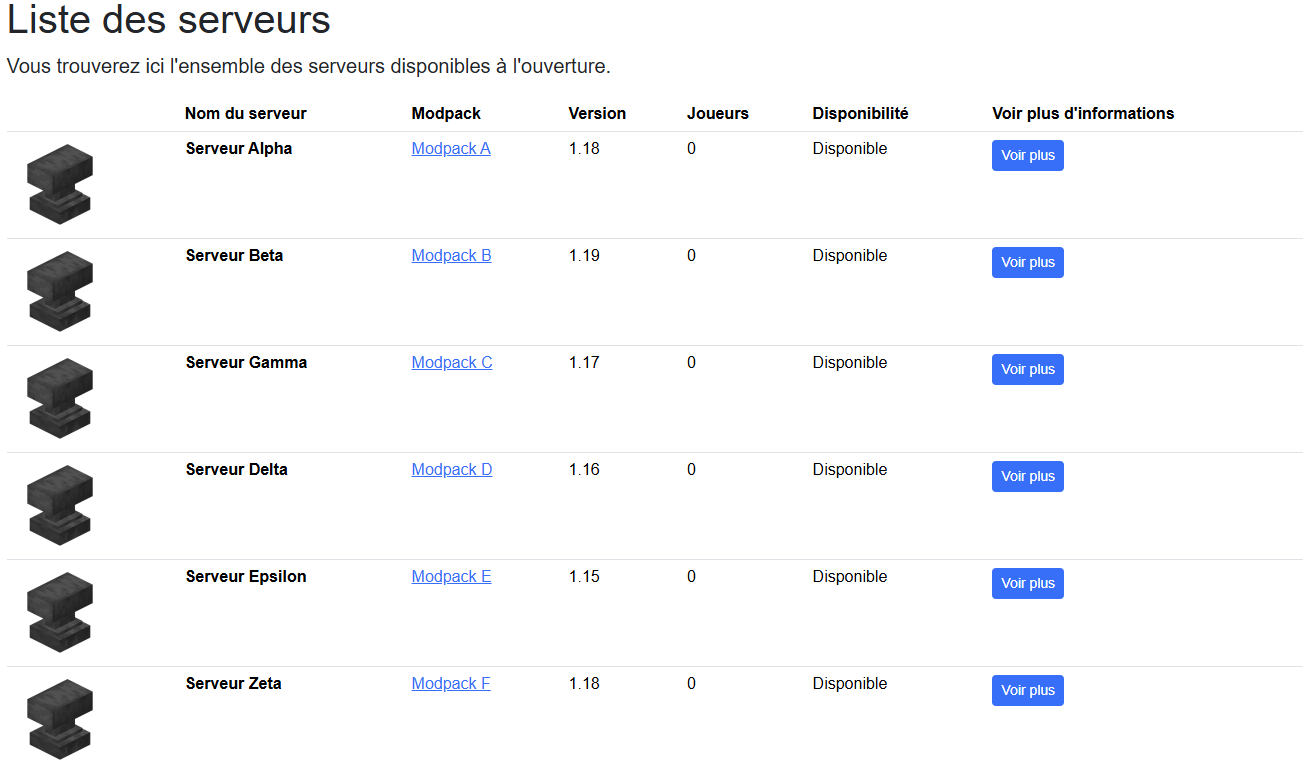 Liste des serveurs
Vous trouverez ici l'ensemble des serveurs disponibles à l'ouverture.
Nom du serveur Modpack Version Joueurs Disponibilité Voir plus d'informations
Serveur Alpha Modpack A 1.18 0 Disponible Voir plus
Serveur Beta Modpack B 1.19 0 Disponible Voir plus
Serveur Gamma Modpack C 1.17 0 Disponible Voir plus
Serveur Delta Modpack D 1.16 0 Disponible Voir plus
Serveur Epsilon Modpack E 1.15 0 Disponible Voir plus
Serveur Zeta Modpack F 1.18 0 Disponible Voir plus